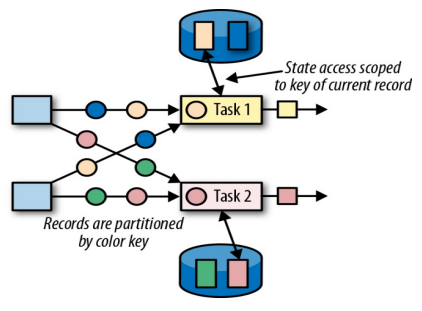 State access scoped
to key of current record
Task 1
Task 2
Records are partitioned
by color key